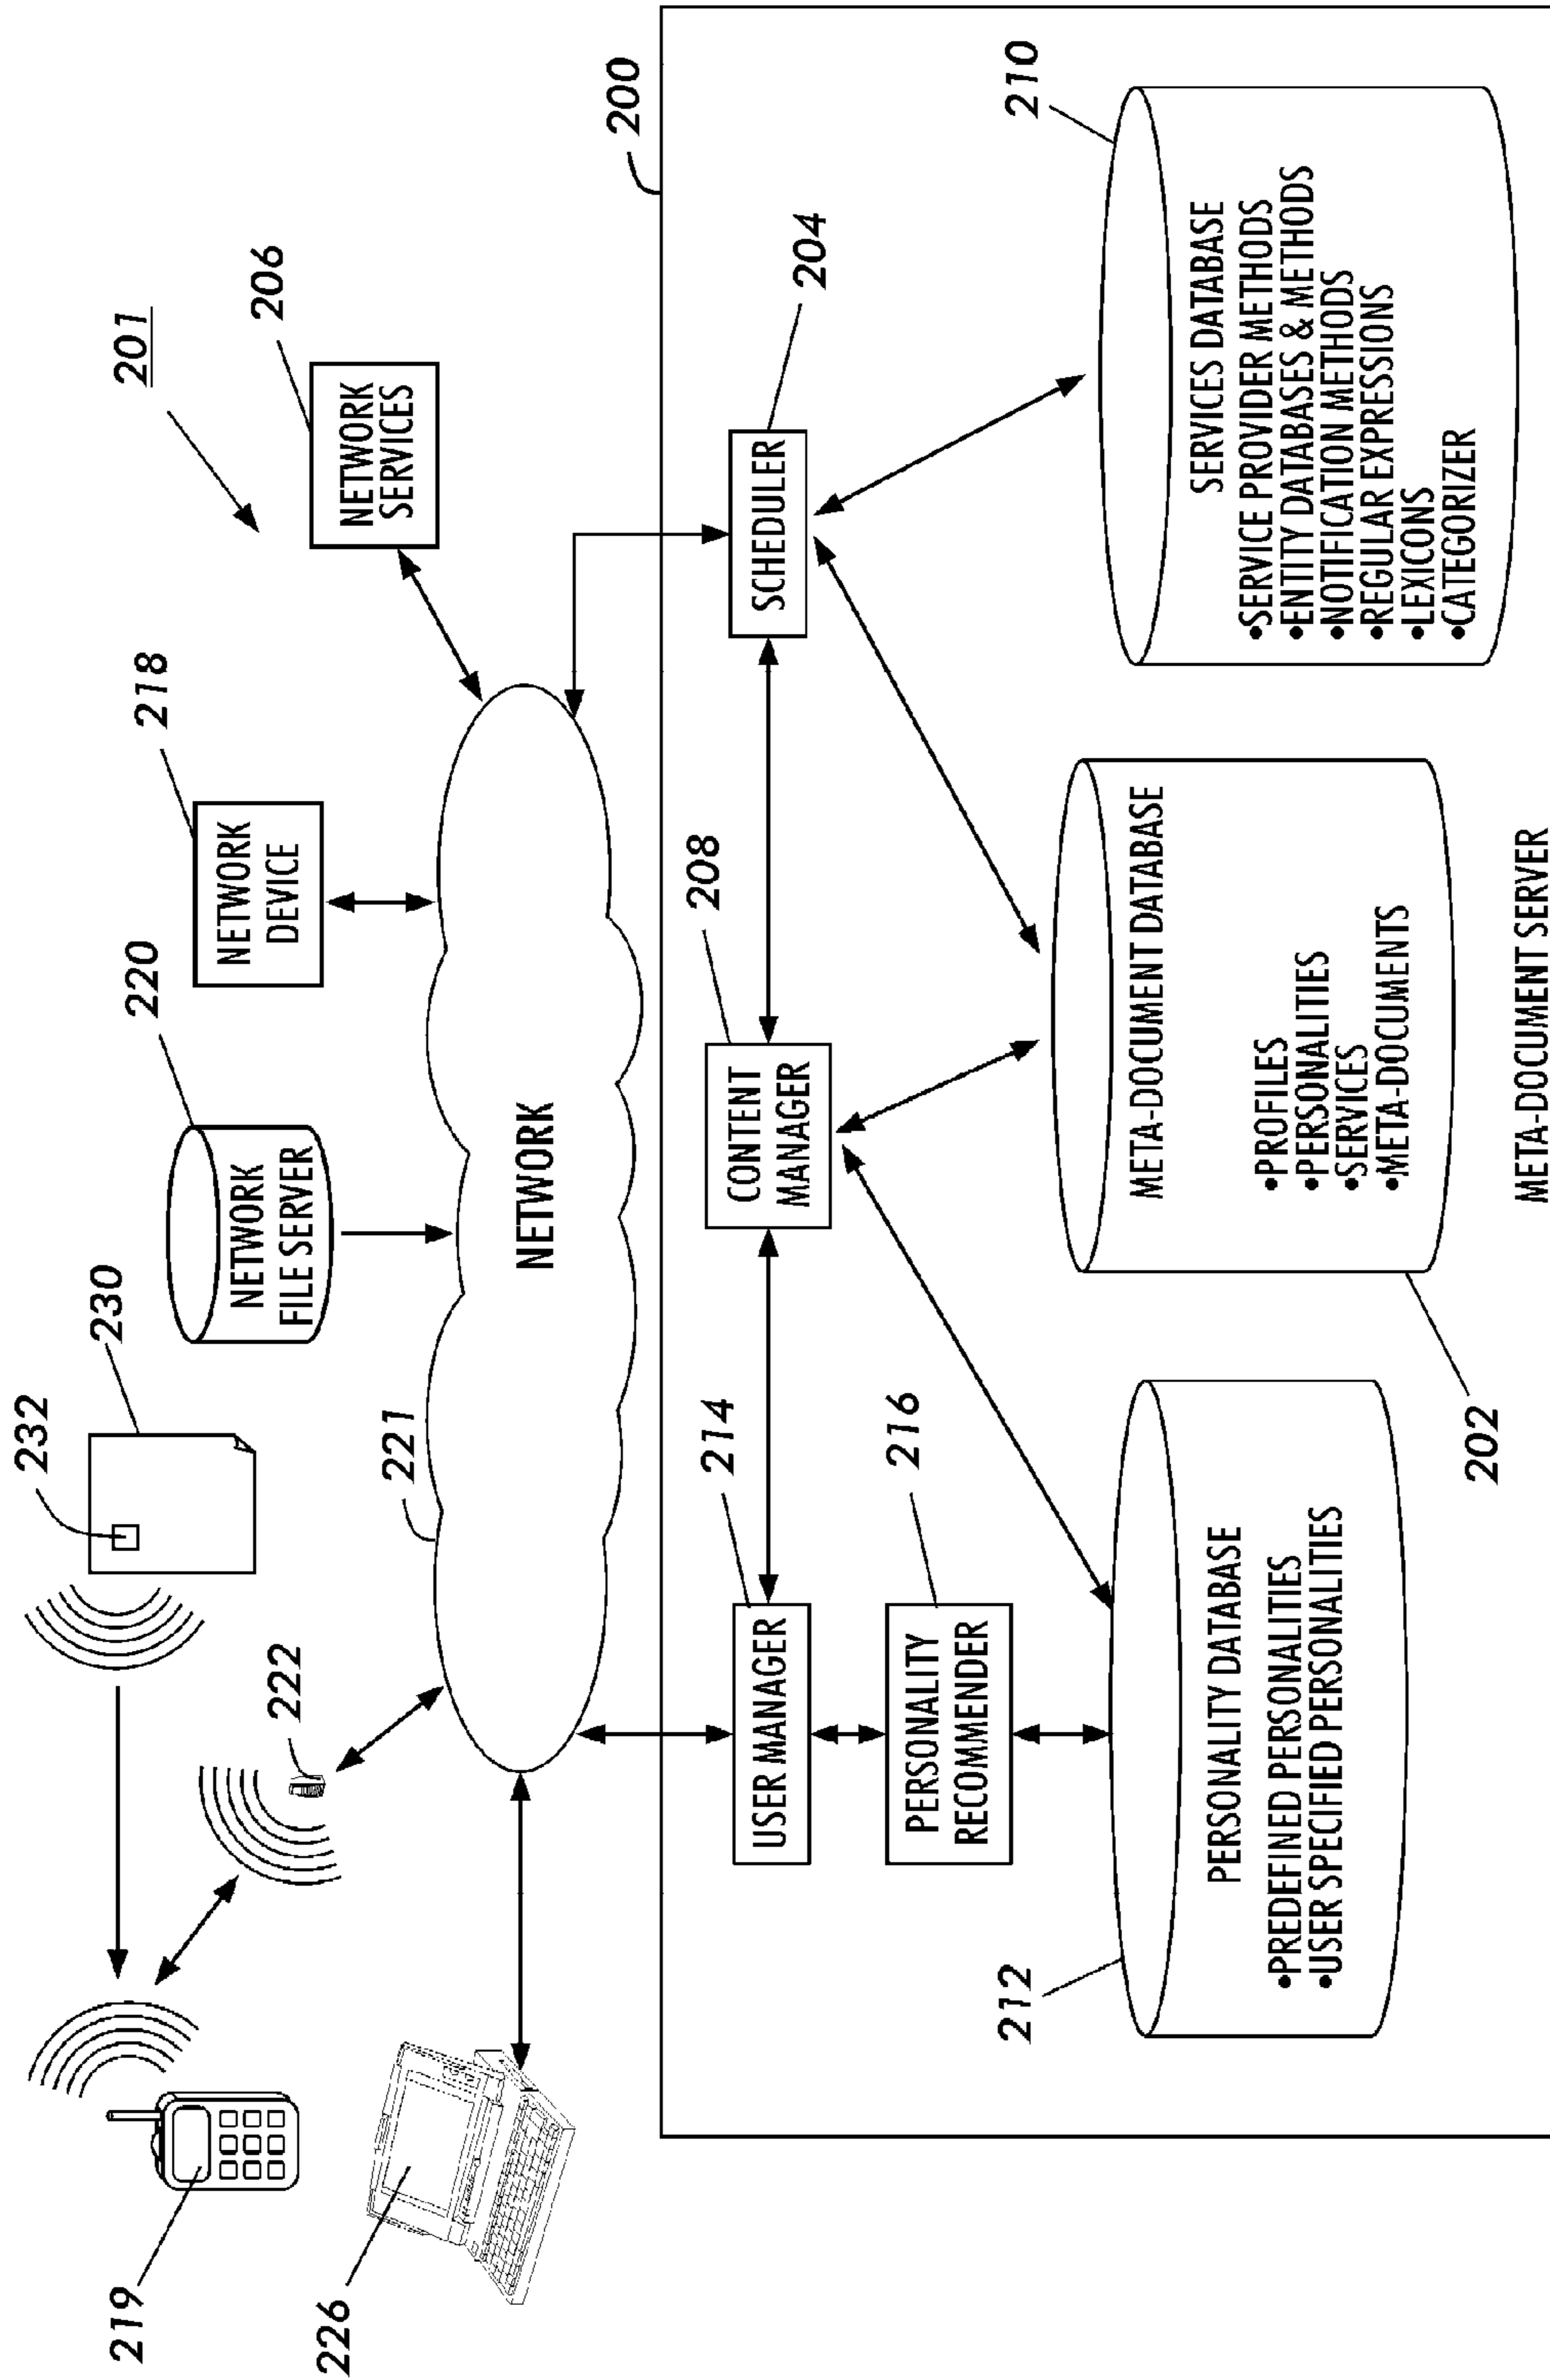 201
232
230
220
218
206
219
222
226
221
NETWORK
FILE SERVER
NETWORK
DEVICE
NETWORK
SERVICES
NETWORK
200
214
208
204
USER MANAGER
CONTENT
MANAGER
SCHEDULER
216
PERSONALITY
RECOMMENDER
212
210
PERSONALITY DATABASE
•PREDEFINED PERSONALITIES
•USER SPECIFIED PERSONALITIES
META-DOCUMENT DATABASE
•PROFILES
•PERSONALITIES
•SERVICES
•META-DOCUMENTS
SERVICES DATABASE
•SERVICE PROVIDER METHODS
•ENTITY DATABASES & METHODS
•NOTIFICATION METHODS
•REGULAR EXPRESSIONS
•LEXICONS
•CATEGORIZER
202
META-DOCUMENT SERVER